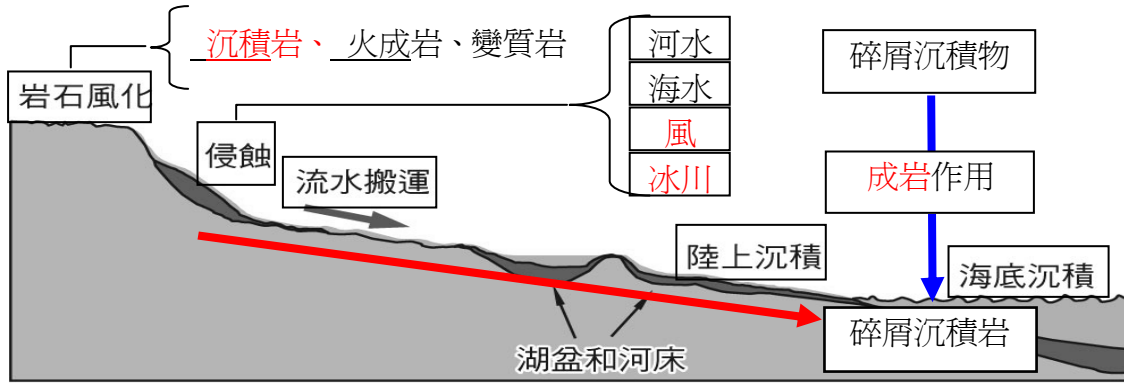 沉積岩、火成岩、變質岩
岩石風化
侵蝕
流水搬運
河水
海水
風
冰川
碎屑沉積物
成岩作用
陸上沉積
海底沉積
碎屑沉積岩
湖盆和河床